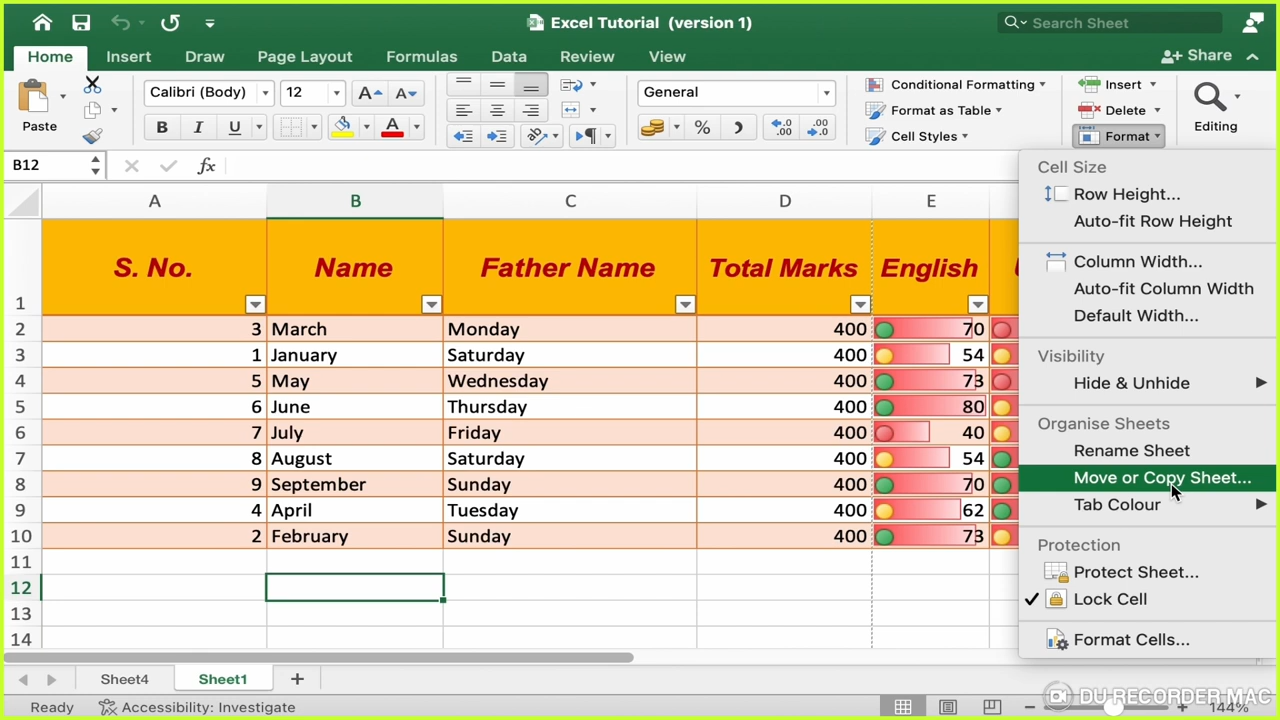 Excel Tutorial (version 1)
Search Sheet
Home Insert Draw Page Layout Formulas Data Review View Share
Paste
Calibri (Body) 12
B I U A
General
%
Conditional Formatting
Format as Table
Cell Styles
Insert
Delete
Format
Editing
B12 fx
A B C D E
1 S. No. Name Father Name Total Marks English
2 3 March Monday 400 70
3 1 January Saturday 400 54
4 5 May Wednesday 400 73
5 6 June Thursday 400 80
6 7 July Friday 400 40
7 8 August Saturday 400 54
8 9 September Sunday 400 70
9 4 April Tuesday 400 62
10 2 February Sunday 400 73
11
12
13
14
Cell Size
Row Height...
Auto-fit Row Height
Column Width...
Auto-fit Column Width
Default Width...
Visibility
Hide & Unhide
Organise Sheets
Rename Sheet
Move or Copy Sheet...
Tab Colour
Protection
Protect Sheet...
Lock Cell
Format Cells...
Sheet4 Sheet1 +
Ready Accessibility: Investigate 144%
DU RECORDER MAC